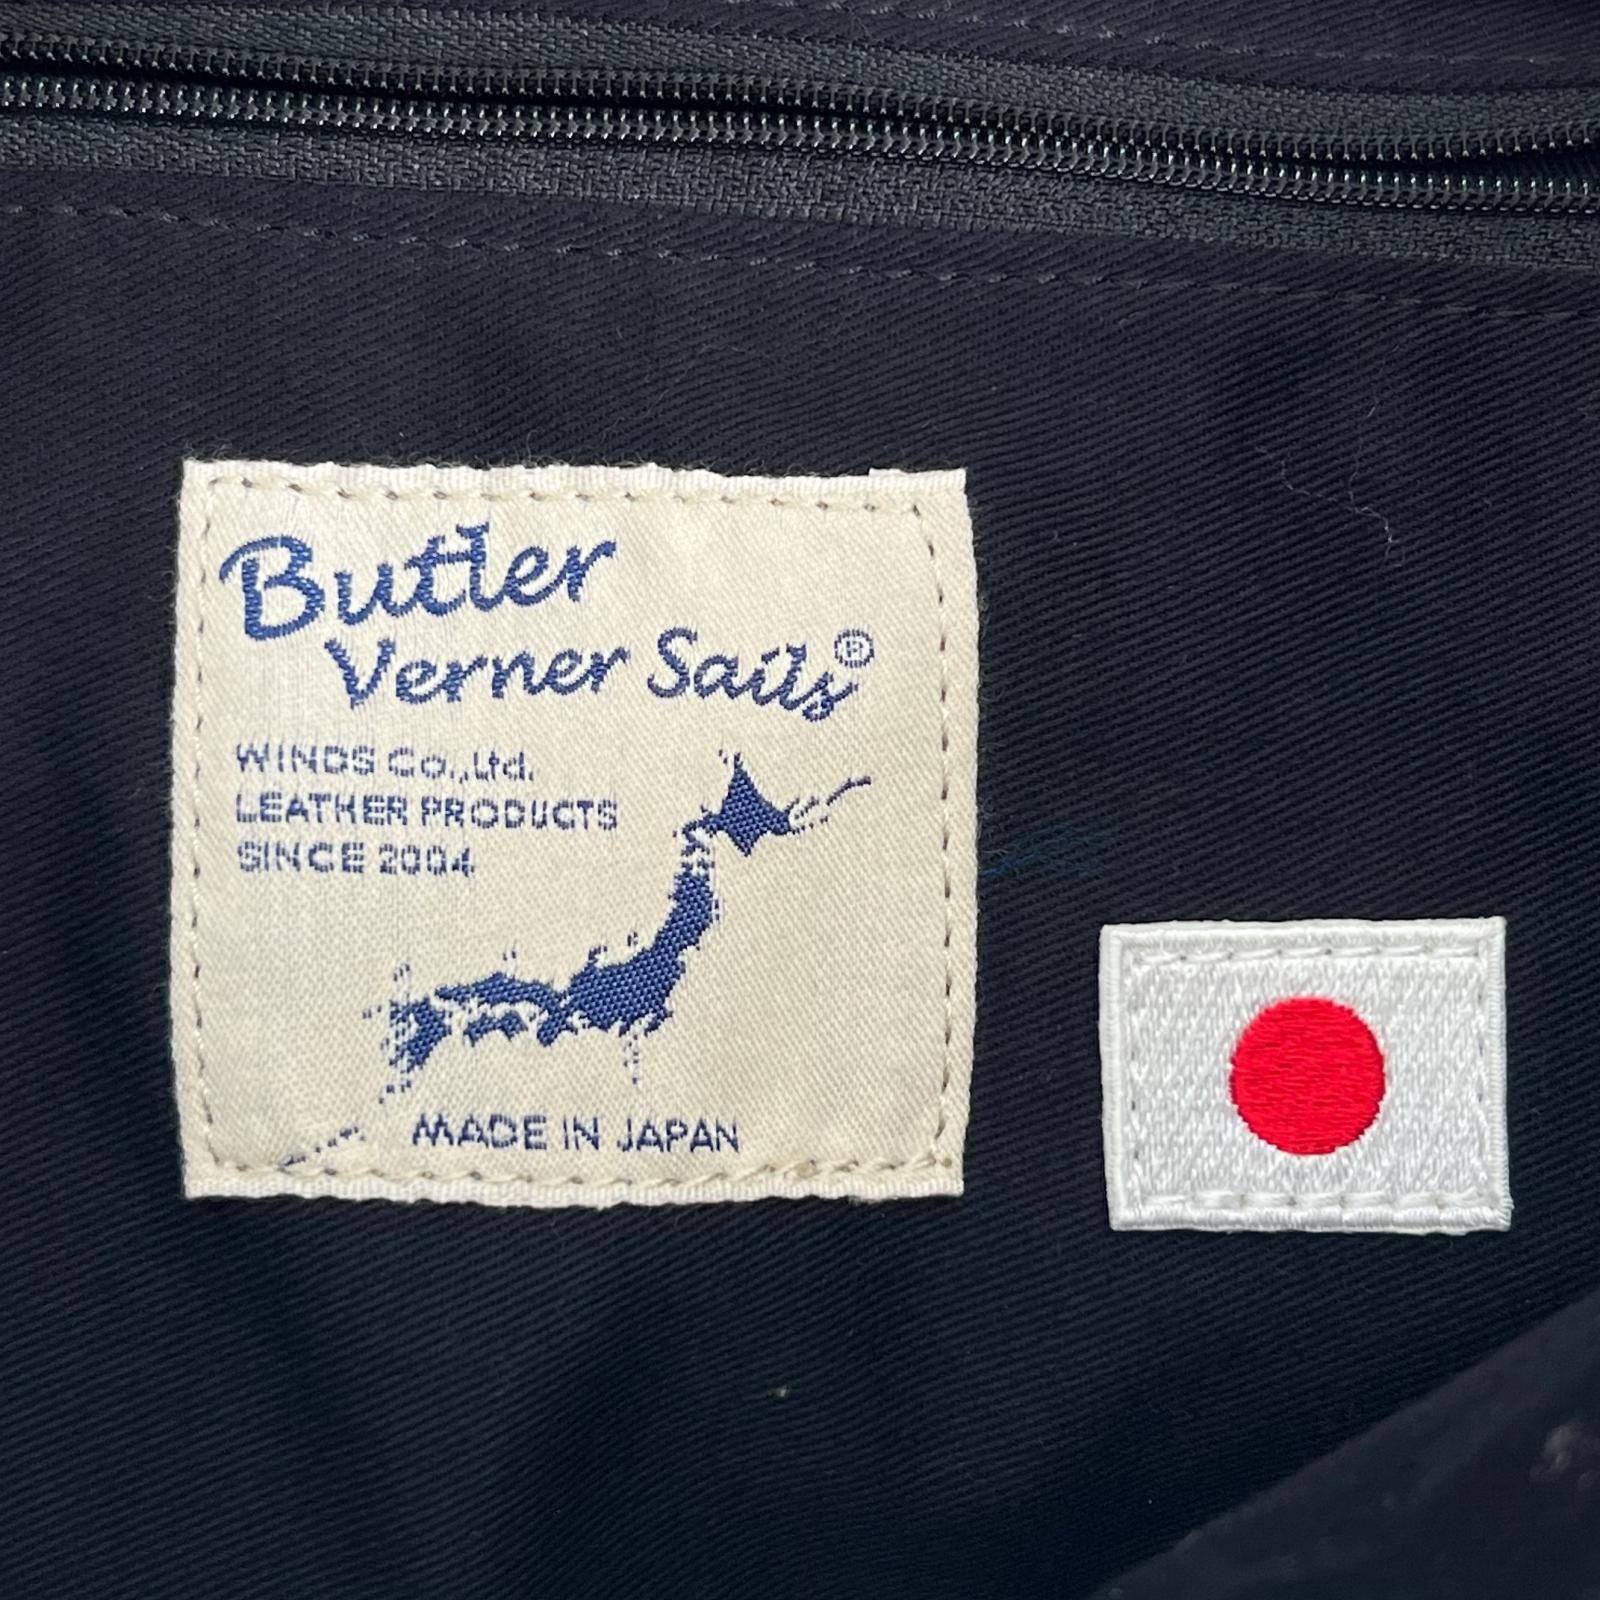 Butler
Verner Sails®
WINDS Co.,Ltd.
LEATHER PRODUCTS
SINCE 2004
MADE IN JAPAN